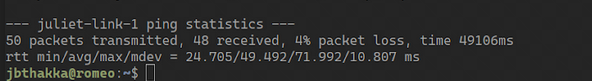 --- juliet-link-1 ping statistics ---
50 packets transmitted, 48 received, 4% packet loss, time 49106ms
rtt min/avg/max/mdev = 24.705/49.492/71.992/10.807 ms
jbthakka@romeo:~$